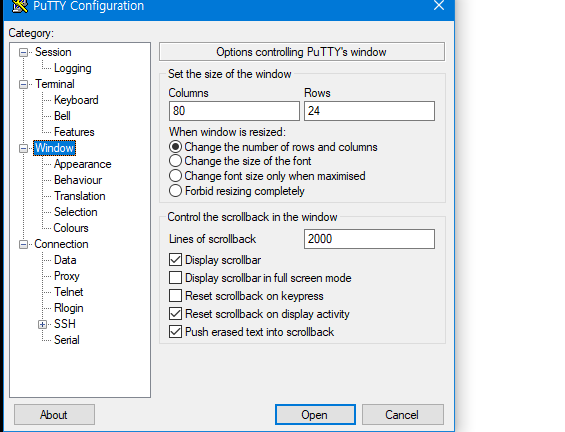 PuTTY Configuration
Category:
Session
Logging
Terminal
Keyboard
Bell
Features
Window
Appearance
Behaviour
Translation
Selection
Colours
Connection
Data
Proxy
Telnet
Rlogin
SSH
Serial
Options controlling PuTTY's window
Set the size of the window
Columns Rows
80 24
When window is resized:
Change the number of rows and columns
Change the size of the font
Change font size only when maximised
Forbid resizing completely
Control the scrollback in the window
Lines of scrollback 2000
Display scrollbar
Display scrollbar in full screen mode
Reset scrollback on keypress
Reset scrollback on display activity
Push erased text into scrollback
About Open Cancel